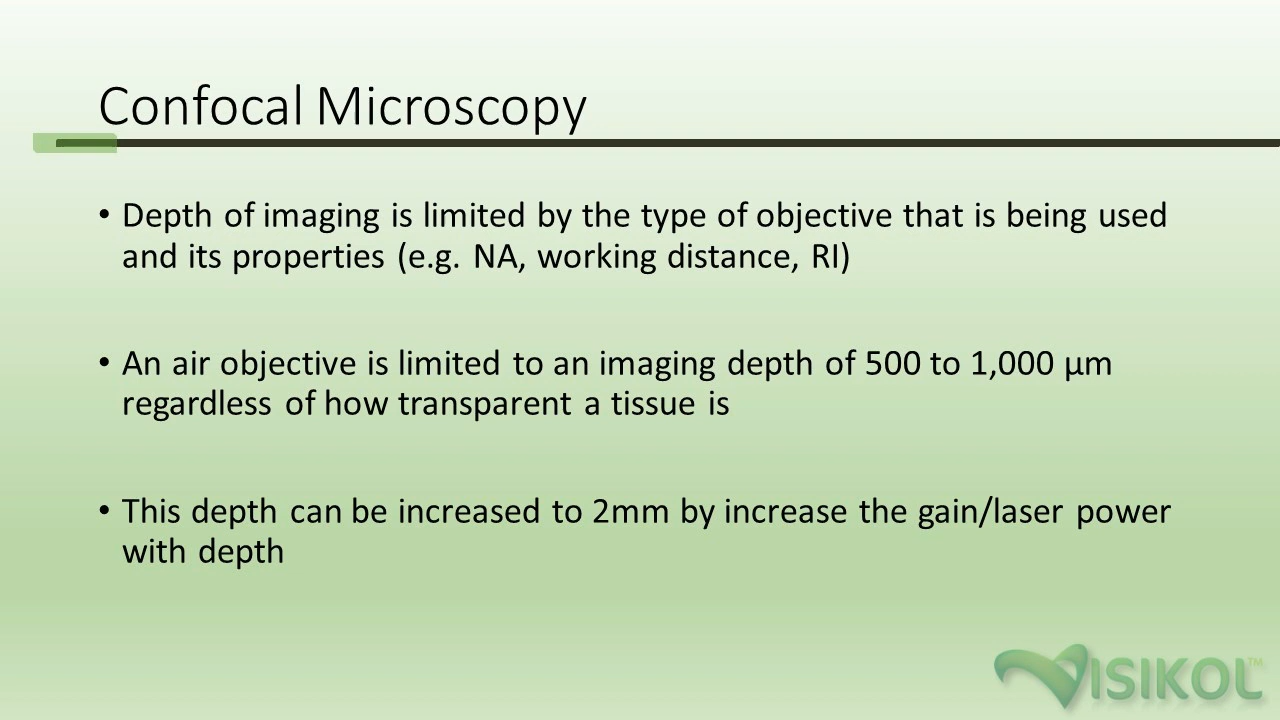 Confocal Microscopy
• Depth of imaging is limited by the type of objective that is being used
and its properties (e.g. NA, working distance, RI)
• An air objective is limited to an imaging depth of 500 to 1,000 µm
regardless of how transparent a tissue is
• This depth can be increased to 2mm by increase the gain/laser power
with depth
VISIKOL™